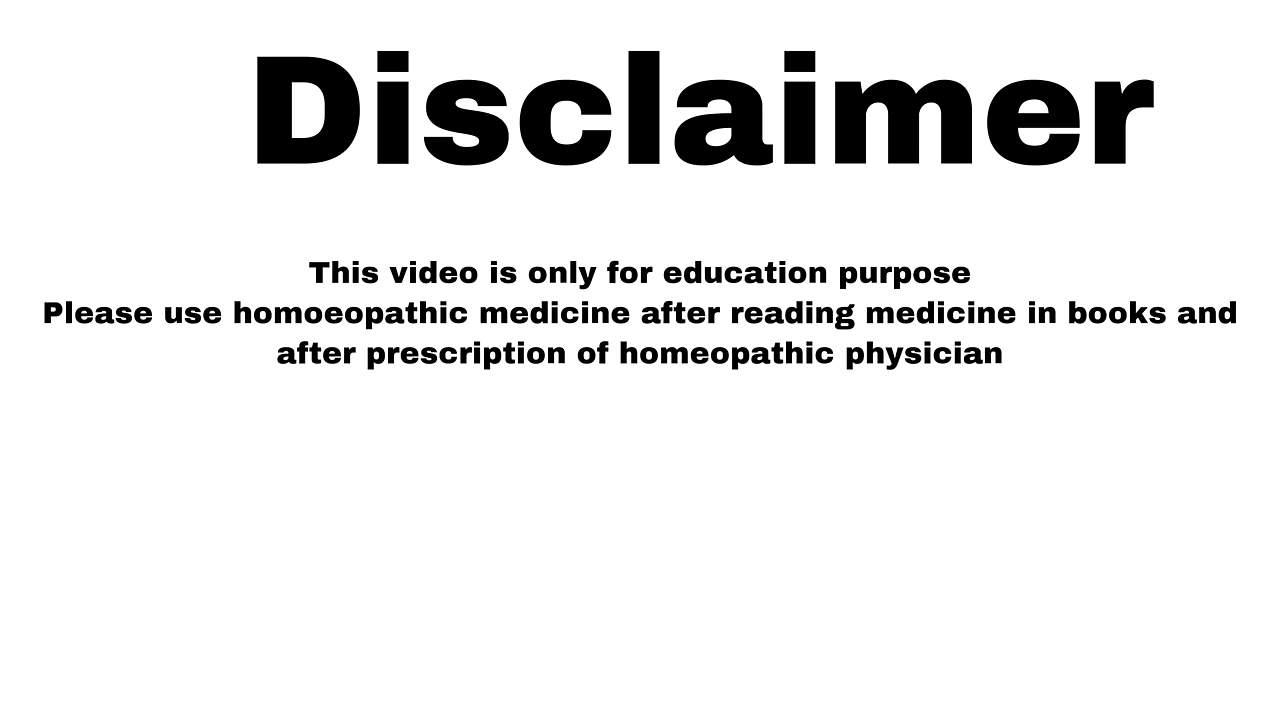 Disclaimer
This video is only for education purpose
Please use homoeopathic medicine after reading medicine in books and
after prescription of homeopathic physician